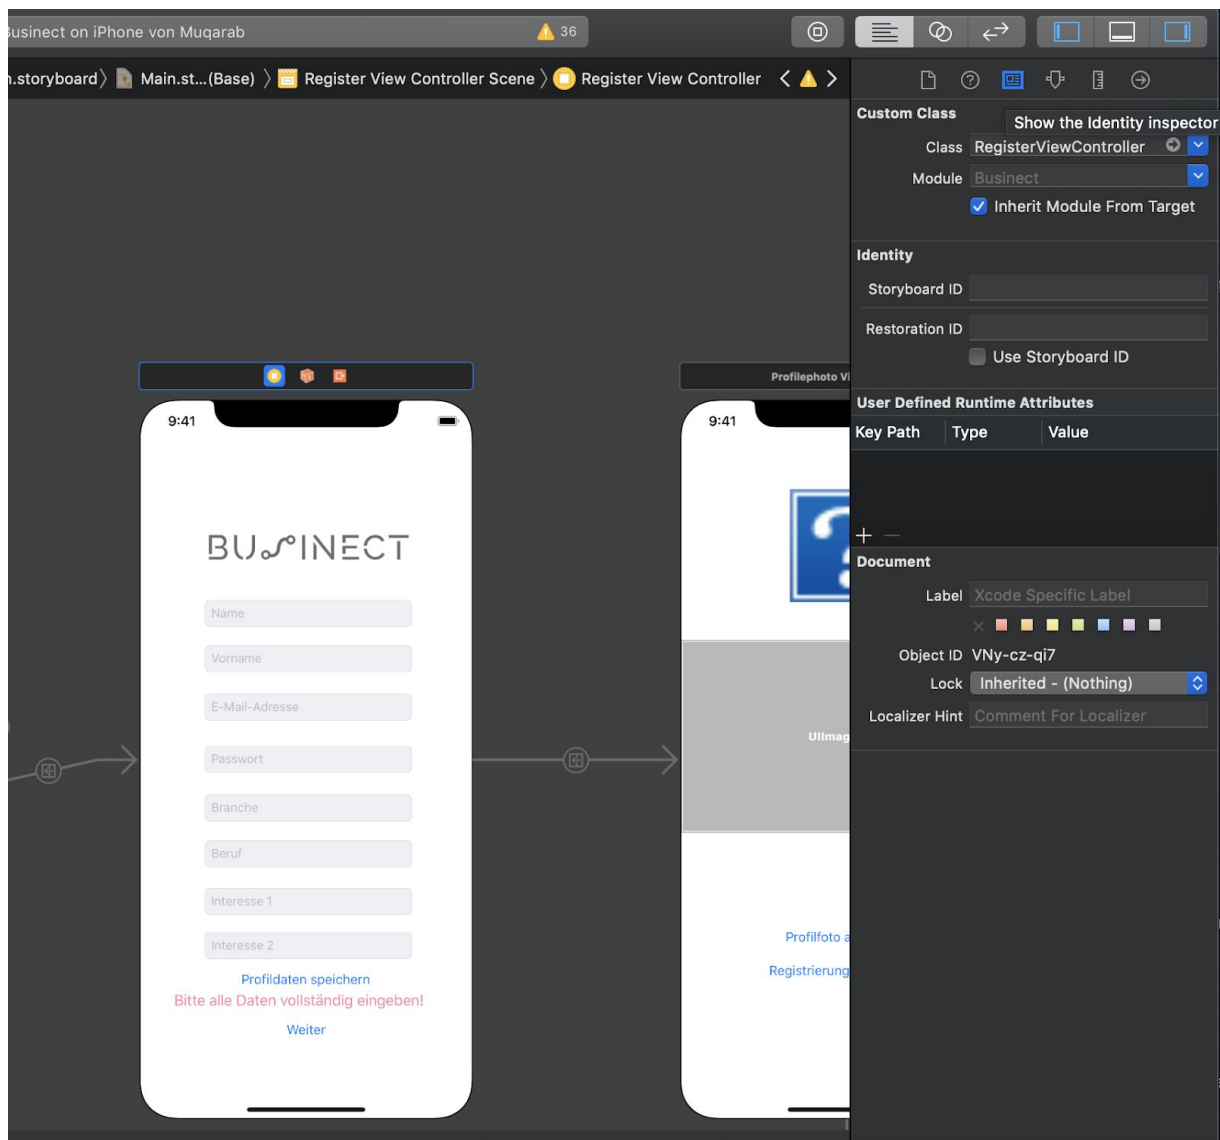 Businect on iPhone von Muqarab
36
n.storyboard
Main.st...(Base)
Register View Controller Scene
Register View Controller
Custom Class
Show the Identity inspector
Class
RegisterViewController
Module
Businect
Inherit Module From Target
Identity
Storyboard ID
Restoration ID
Use Storyboard ID
User Defined Runtime Attributes
Key Path
Type
Value
Document
Label
Xcode Specific Label
Object ID
VNy-cz-qi7
Lock
Inherited - (Nothing)
Localizer Hint
Comment For Localizer
9:41
BUSINECT
Name
Vorname
E-Mail-Adresse
Passwort
Branche
Beruf
Interesse 1
Interesse 2
Profildaten speichern
Bitte alle Daten vollständig eingeben!
Weiter
Profilephoto Vi
9:41
?
UIImag
Profilfoto a
Registrierung